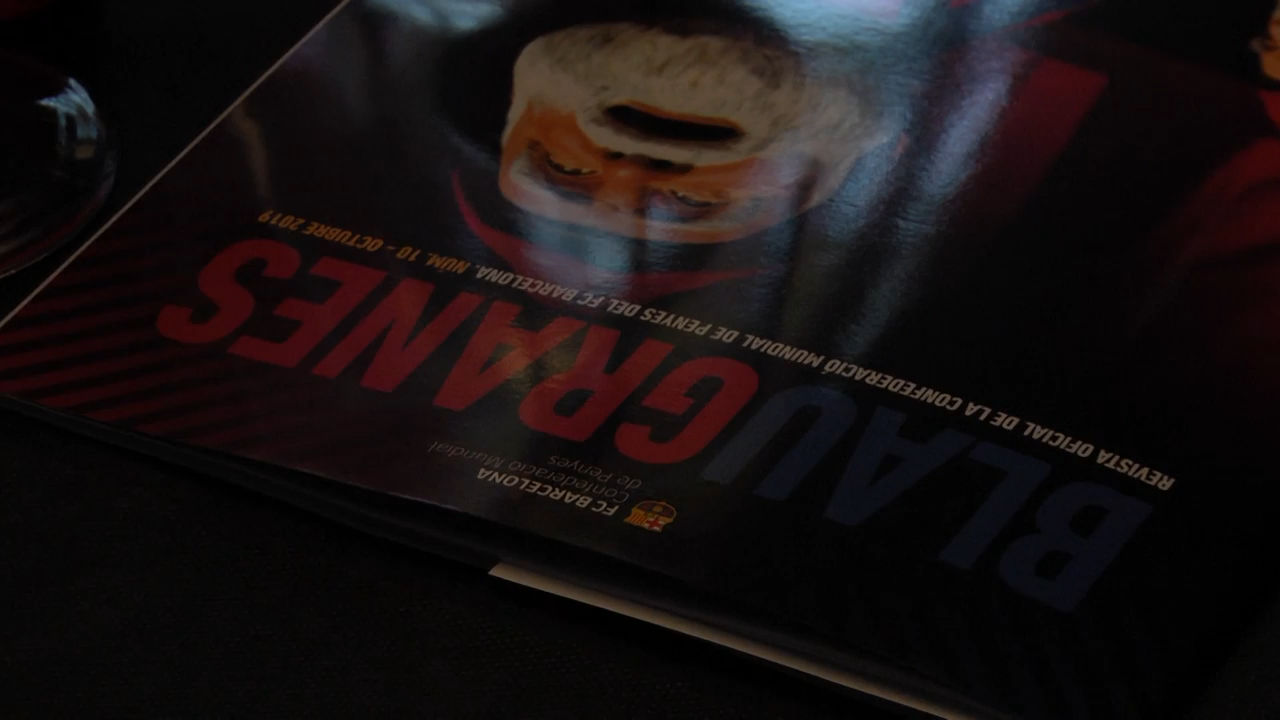 FC BARCELONA
Confederació Mundial
de Penyes
BLAUGRANES
REVISTA OFICIAL DE LA CONFEDERACIÓ MUNDIAL DE PENYES DEL FC BARCELONA. NÚM. 10 - OCTUBRE 2019